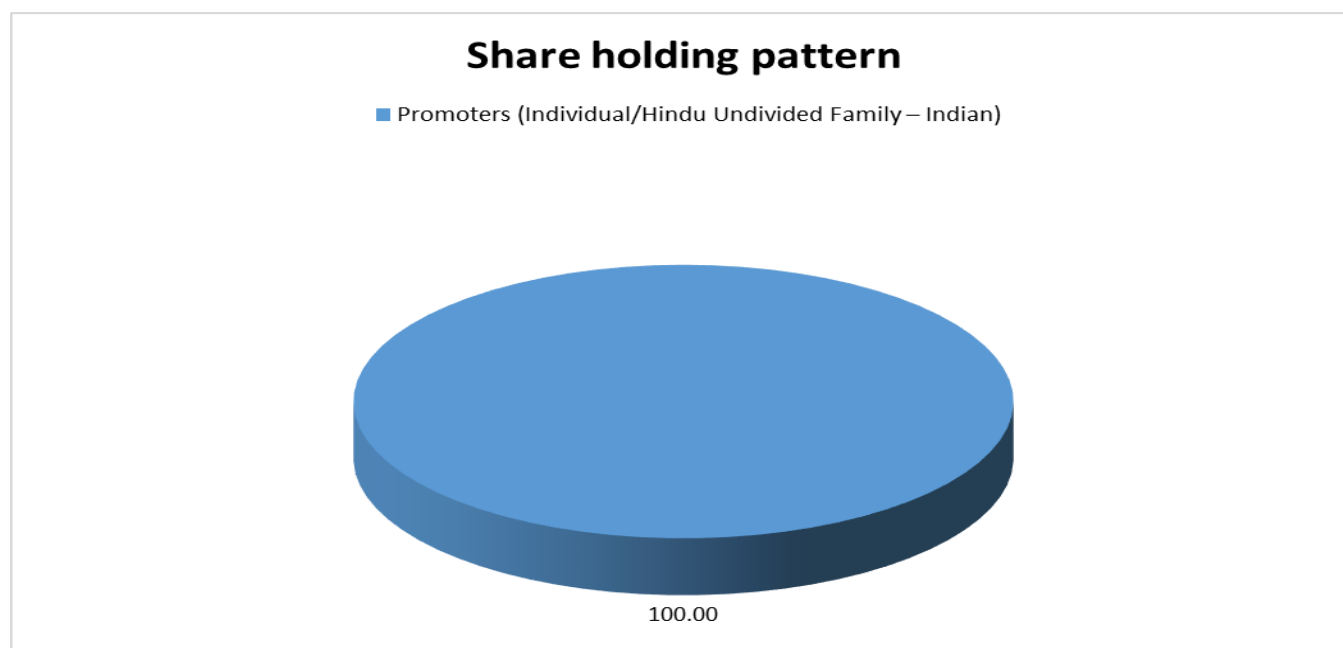 Share holding pattern
Promoters (Individual/Hindu Undivided Family – Indian)
100.00